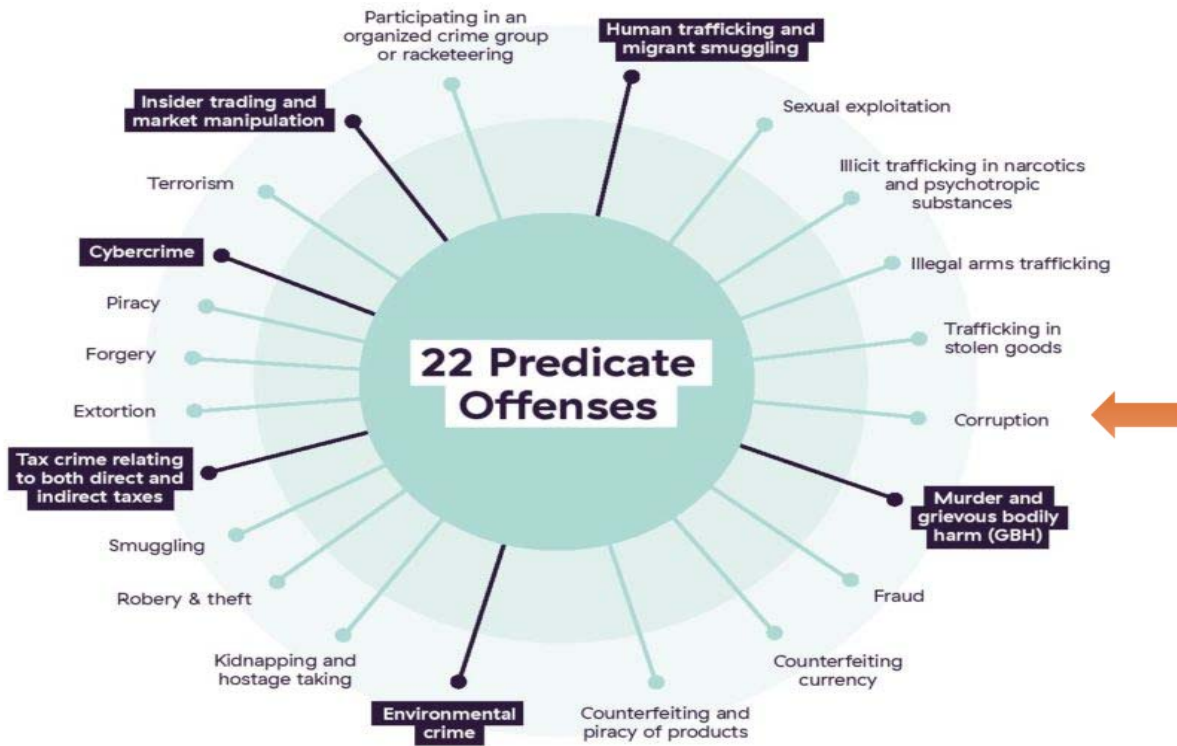 22 Predicate
Offenses
Participating in an
organized crime group
or racketeering
Human trafficking and
migrant smuggling
Sexual exploitation
Illicit trafficking in narcotics
and psychotropic
substances
Illegal arms trafficking
Trafficking in
stolen goods
Corruption
Murder and
grievous bodily
harm (GBH)
Fraud
Counterfeiting
currency
Counterfeiting and
piracy of products
Environmental
crime
Kidnapping and
hostage taking
Robery & theft
Smuggling
Tax crime relating
to both direct and
indirect taxes
Extortion
Forgery
Piracy
Cybercrime
Terrorism
Insider trading and
market manipulation